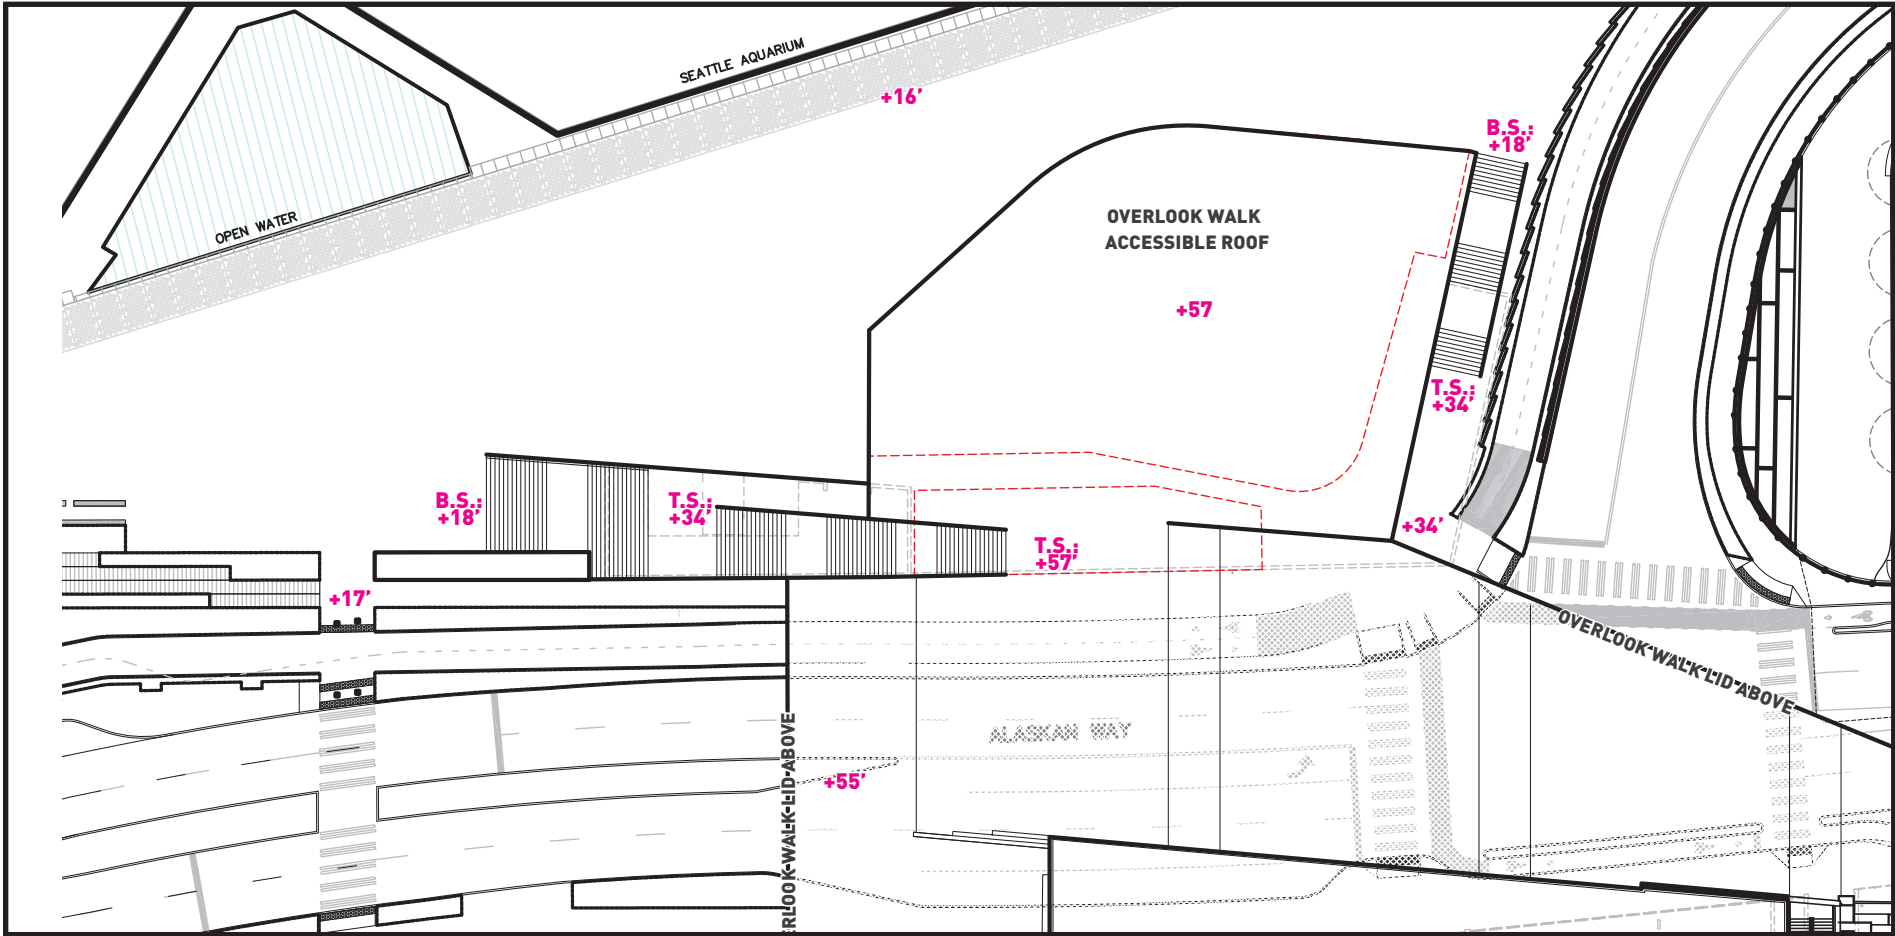 SEATTLE AQUARIUM
+16’
B.S.:
+18’
OPEN WATER
OVERLOOK WALK
ACCESSIBLE ROOF
+57
T.S.:
+34’
B.S.:
+18’
T.S.:
+34’
+34’
T.S.:
+57’
+17’
OVERLOOK WALK LID ABOVE
ALASKAN WAY
+55’
ERLOOK WALK LID ABOVE